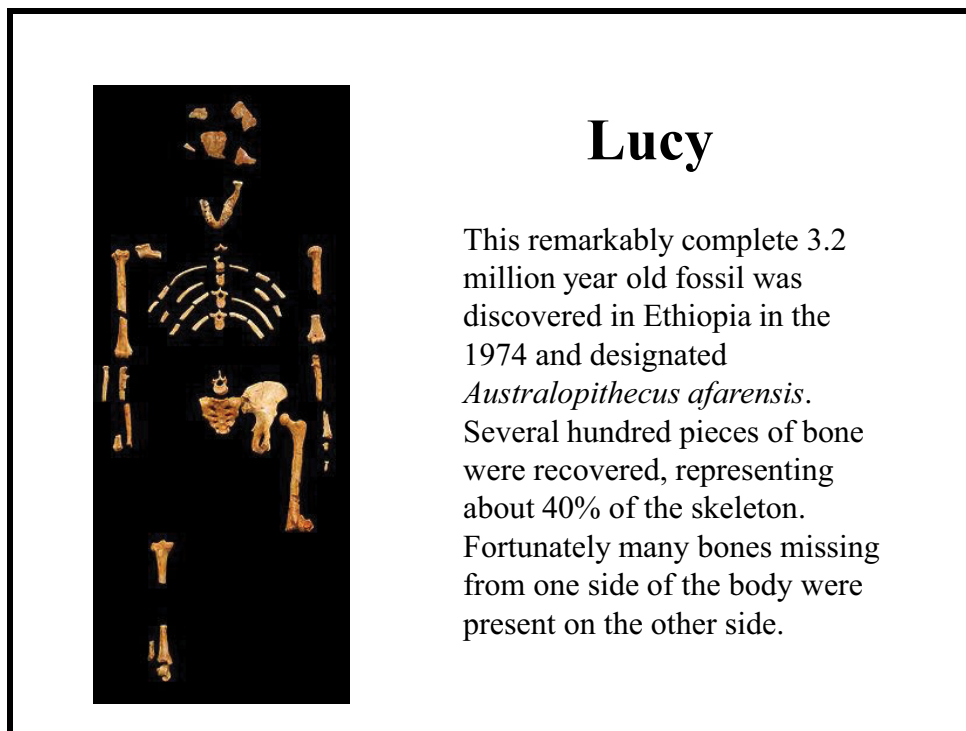 Lucy
This remarkably complete 3.2
million year old fossil was
discovered in Ethiopia in the
1974 and designated
Australopithecus afarensis.
Several hundred pieces of bone
were recovered, representing
about 40% of the skeleton.
Fortunately many bones missing
from one side of the body were
present on the other side.